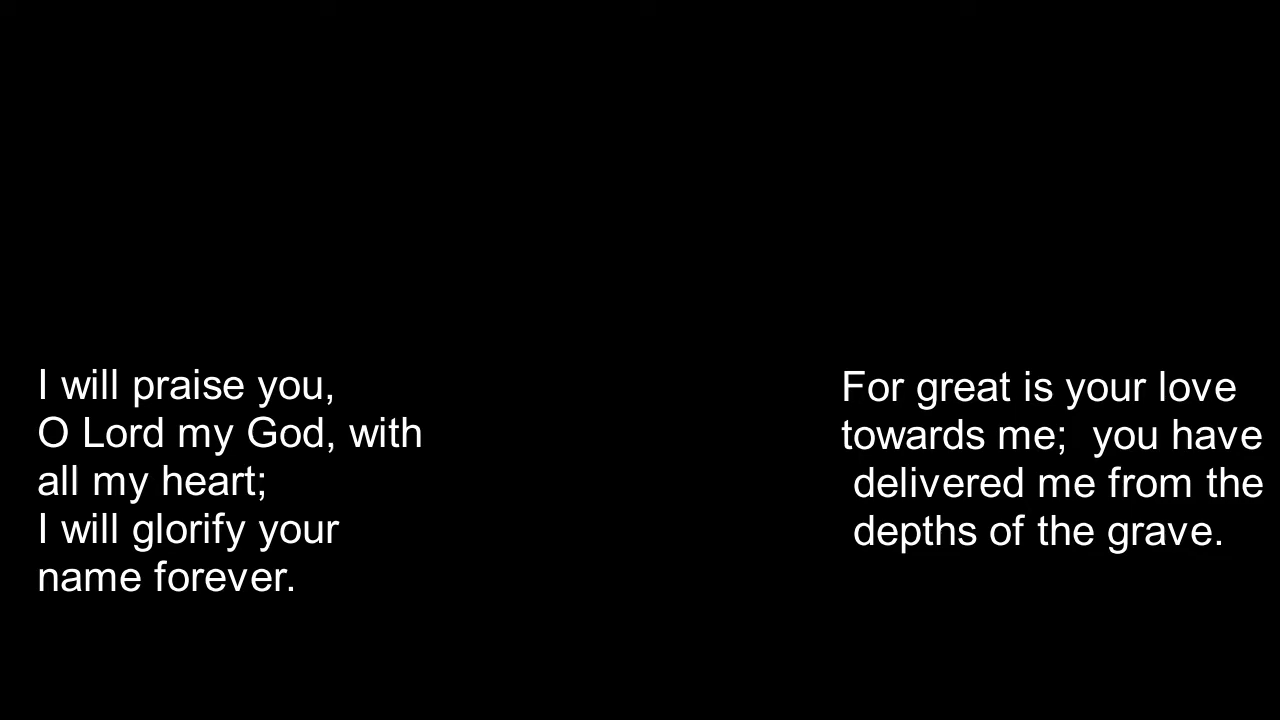 I will praise you,
O Lord my God, with
all my heart;
I will glorify your
name forever.
For great is your love
towards me;  you have
delivered me from the
depths of the grave.